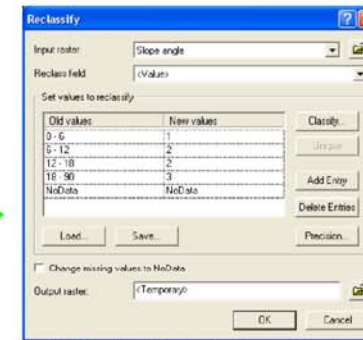 Reclassify
Input raster: Slope angle
Reclass field: <Value>
Set values to reclassify
Old values New values
0 - 6 1
6 - 12 2
12 - 18 2
18 - 90 3
NoData NoData
Classify...
Unique
Add Entry
Delete Entries
Load... Save... Precision...
Change missing values to NoData
Output raster: <Temporary>
OK Cancel